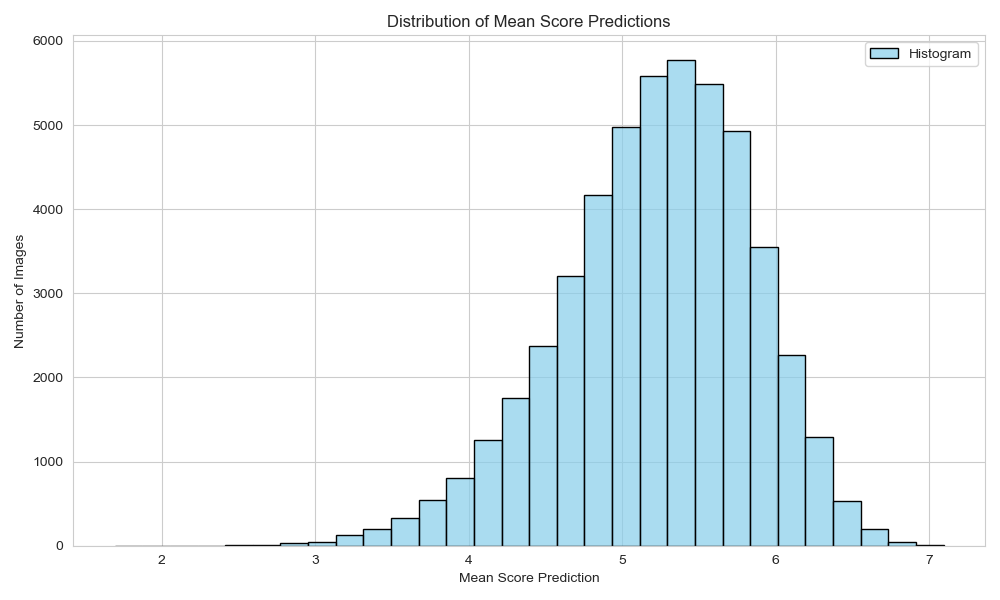 Distribution of Mean Score Predictions
Histogram
Number of Images
6000
5000
4000
3000
2000
1000
0
2 3 4 5 6 7
Mean Score Prediction